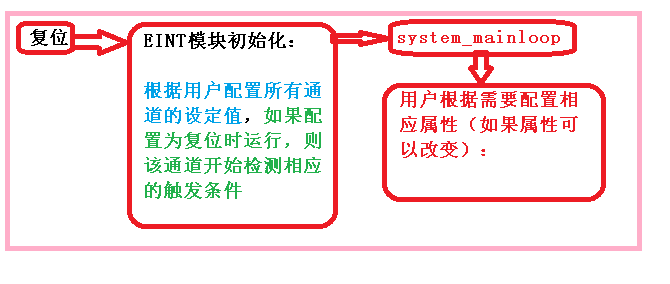 复位
EINT模块初始化：
根据用户配置所有通
道的设定值，如果配
置为复位时运行，则
该通道开始检测相应
的触发条件
system_mainloop
用户根据需要配置相
应属性（如果属性可
以改变）：